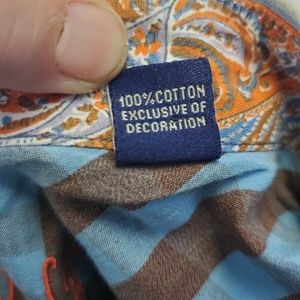 100%COTTON
EXCLUSIVE OF
DECORATION